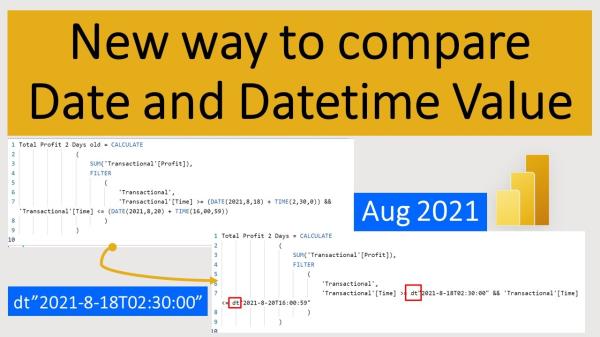 New way to compare
Date and Datetime Value
1 Total Profit 2 Days old = CALCULATE
2 (
3 SUM('Transactional'[Profit]),
4 FILTER
5 (
6 'Transactional',
7 'Transactional'[Time] >= (DATE(2021,8,18) + TIME(2,30,0)) &&
'Transactional'[Time] <= (DATE(2021,8,20) + TIME(16,00,59))
8 )
9 )
10
Aug 2021
1 Total Profit 2 Days = CALCULATE
2 (
3 SUM('Transactional'[Profit]),
4 FILTER
5 (
'Transactional',
7 'Transactional'[Time] >= dt"2021-8-18T02:30:00" && 'Transactional'[Time]
<= dt"2021-8-20T16:00:59"
8 )
9 )
10
dt"2021-8-18T02:30:00"